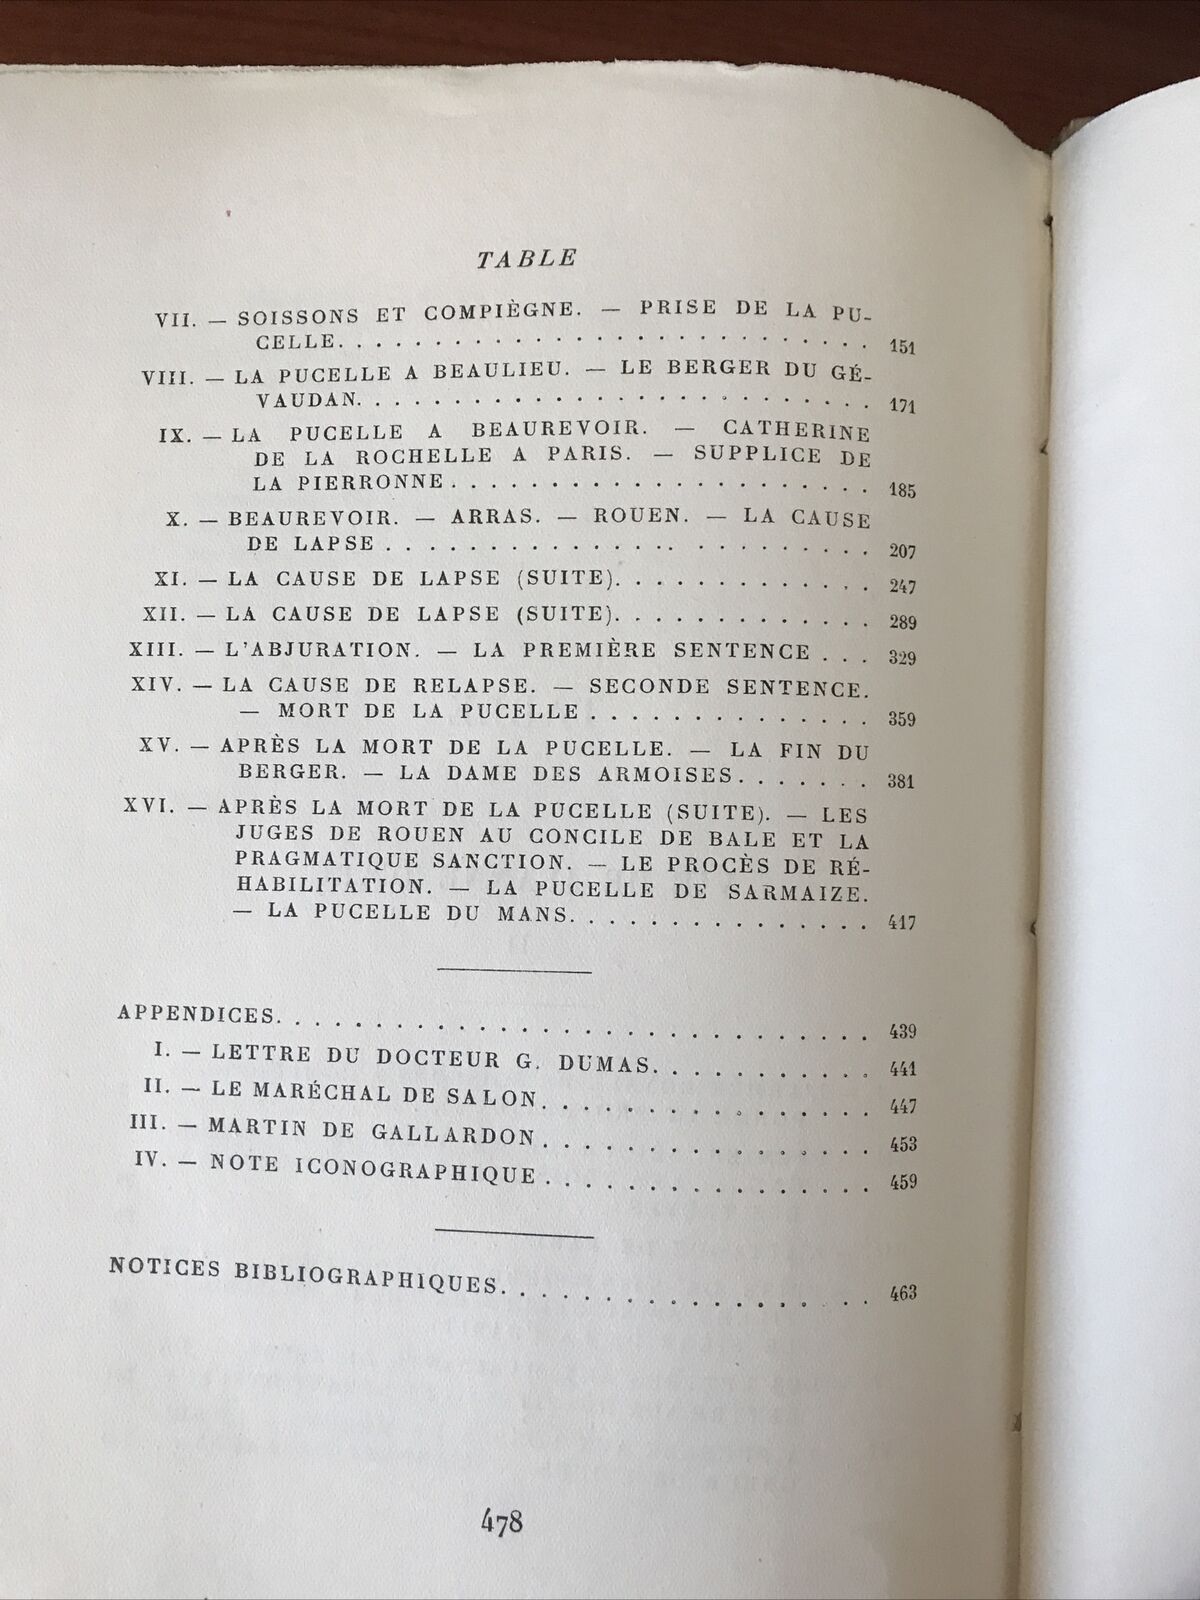 TABLE
VII. — SOISSONS ET COMPIÈGNE. — PRISE DE LA PU-
CELLE. . . . . . . . . . . . . . . . . . . . . . . . . . . 151
VIII. — LA PUCELLE A BEAULIEU. — LE BERGER DU GÉ-
VAUDAN. . . . . . . . . . . . . . . . . . . . . . . . . . 171
IX. — LA PUCELLE A BEAUREVOIR. — CATHERINE
DE LA ROCHELLE A PARIS. — SUPPLICE DE
LA PIERRONNE . . . . . . . . . . . . . . . . . . . . . 185
X. — BEAUREVOIR. — ARRAS. — ROUEN. — LA CAUSE
DE LAPSE . . . . . . . . . . . . . . . . . . . . . . . . 207
XI. — LA CAUSE DE LAPSE (SUITE). . . . . . . . . . . . . 247
XII. — LA CAUSE DE LAPSE (SUITE). . . . . . . . . . . . . 289
XIII. — L'ABJURATION. — LA PREMIÈRE SENTENCE . . . 329
XIV. — LA CAUSE DE RELAPSE. — SECONDE SENTENCE.
— MORT DE LA PUCELLE . . . . . . . . . . . . . . 359
XV. — APRÈS LA MORT DE LA PUCELLE. — LA FIN DU
BERGER. — LA DAME DES ARMOISES. . . . . . . 381
XVI. — APRÈS LA MORT DE LA PUCELLE (SUITE). — LES
JUGES DE ROUEN AU CONCILE DE BALE ET LA
PRAGMATIQUE SANCTION. — LE PROCÈS DE RÉ-
HABILITATION. — LA PUCELLE DE SARMAIZE.
— LA PUCELLE DU MANS. . . . . . . . . . . . . . . 417
APPENDICES. . . . . . . . . . . . . . . . . . . . . . . . . . . . 439
I. — LETTRE DU DOCTEUR G. DUMAS. . . . . . . . . . . 441
II. — LE MARÉCHAL DE SALON. . . . . . . . . . . . . . . . 447
III. — MARTIN DE GALLARDON . . . . . . . . . . . . . . . . 453
IV. — NOTE ICONOGRAPHIQUE . . . . . . . . . . . . . . . . 459
NOTICES BIBLIOGRAPHIQUES. . . . . . . . . . . . . . . . . . 463
478